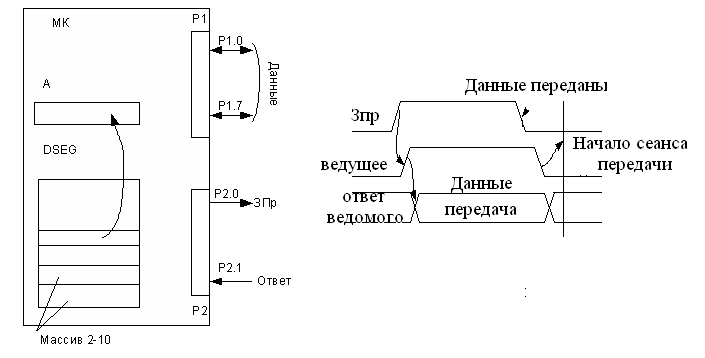 МК
P1
P1.0
Данные
А
P1.7
DSEG
P2.0
ЗПр
P2.1
Ответ
P2
Массив 2-10
Данные переданы
Зпр
Начало сеанса
передачи
ведущее
ответ
ведомого
Данные
передача
: